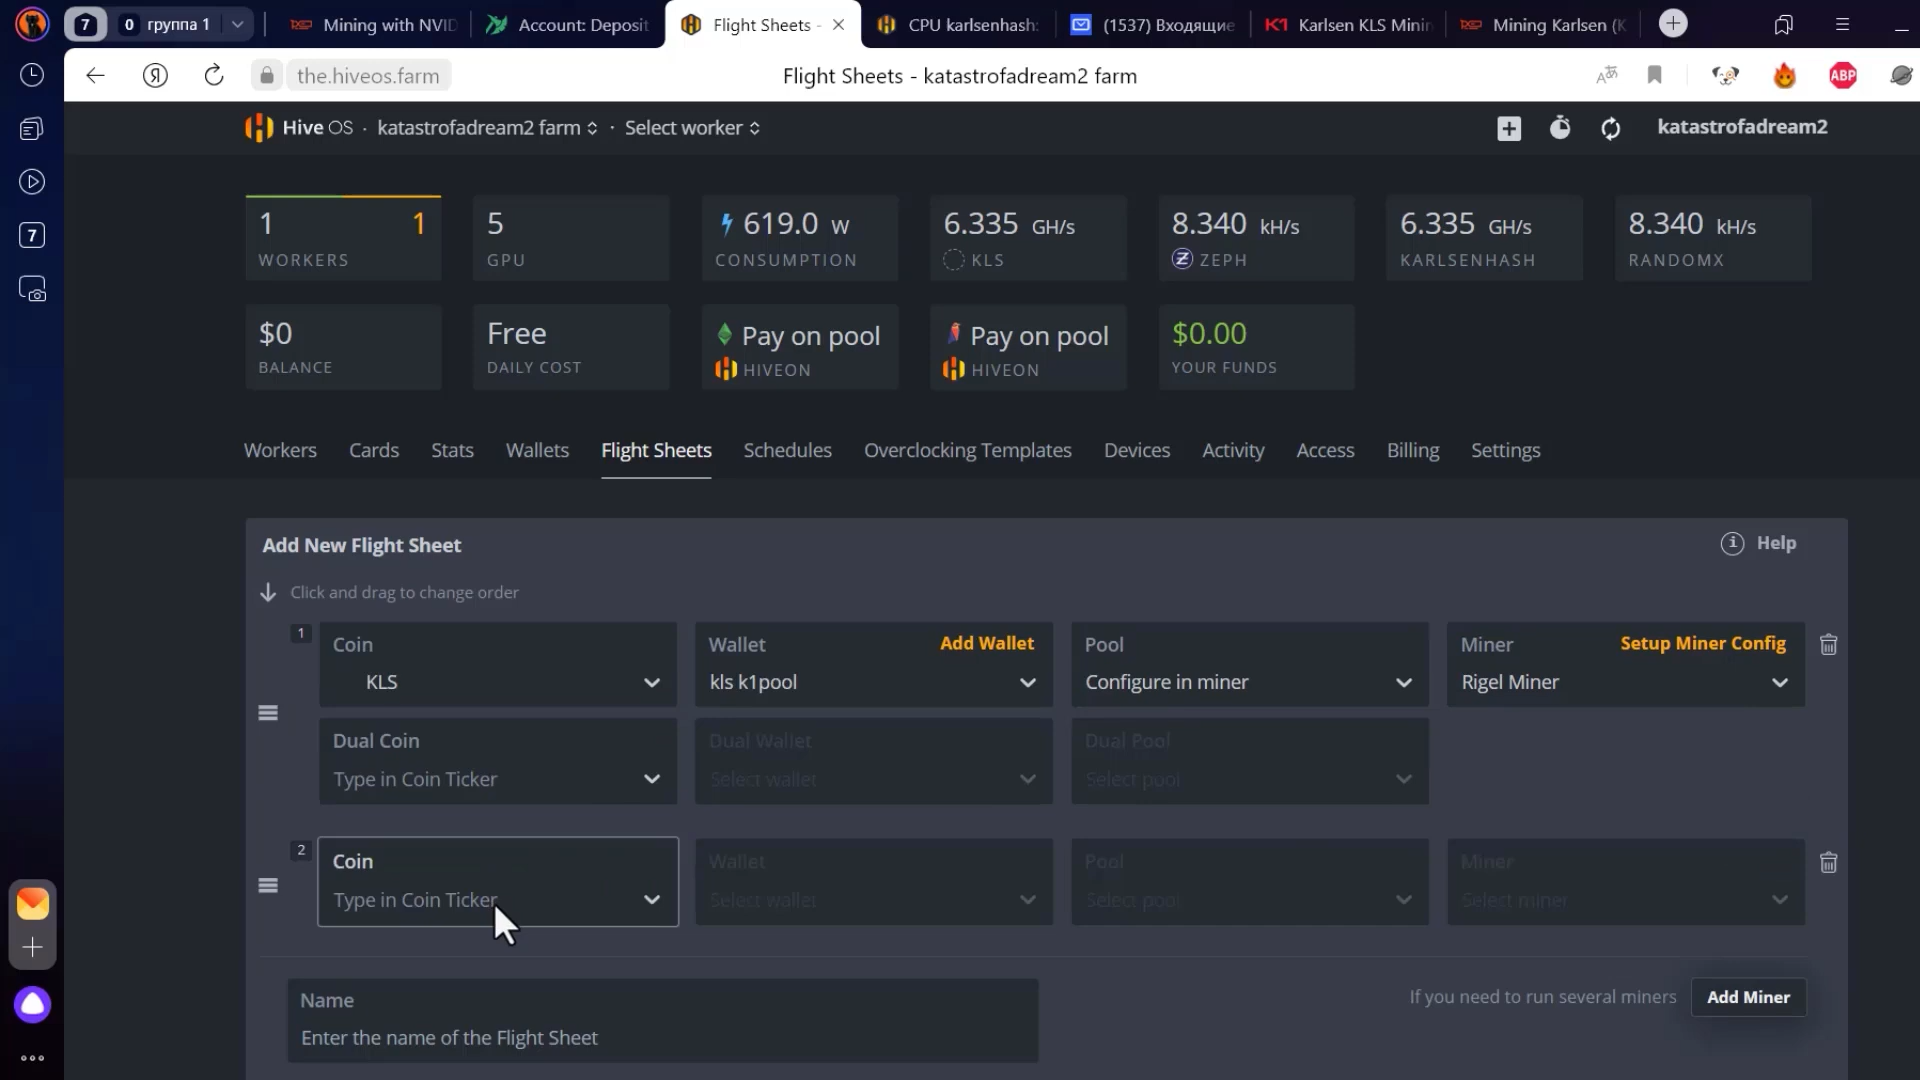 7
0 группа 1
Mining with NVID
Account: Deposit
Flight Sheets -
CPU karlsenhash:
(1537) Входящие
Karlsen KLS Minin
Mining Karlsen (K
Я
the.hiveos.farm
Flight Sheets - katastrofadream2 farm
ABP
7
Hive OS · katastrofadream2 farm · Select worker
katastrofadream2
1 1
WORKERS
5
GPU
619.0 W
CONSUMPTION
6.335 GH/s
KLS
8.340 kH/s
ZEPH
6.335 GH/s
KARLSENHASH
8.340 kH/s
RANDOMX
$0
BALANCE
Free
DAILY COST
Pay on pool
HIVEON
Pay on pool
HIVEON
$0.00
YOUR FUNDS
Workers Cards Stats Wallets Flight Sheets Schedules Overclocking Templates Devices Activity Access Billing Settings
Add New Flight Sheet
Help
Click and drag to change order
1
Coin
KLS
Wallet Add Wallet
kls k1pool
Pool
Configure in miner
Miner Setup Miner Config
Rigel Miner
Dual Coin
Type in Coin Ticker
Dual Wallet
Select wallet
Dual Pool
Select pool
2
Coin
Type in Coin Ticker
Wallet
Select wallet
Pool
Select pool
Miner
Select miner
Name
Enter the name of the Flight Sheet
If you need to run several miners
Add Miner